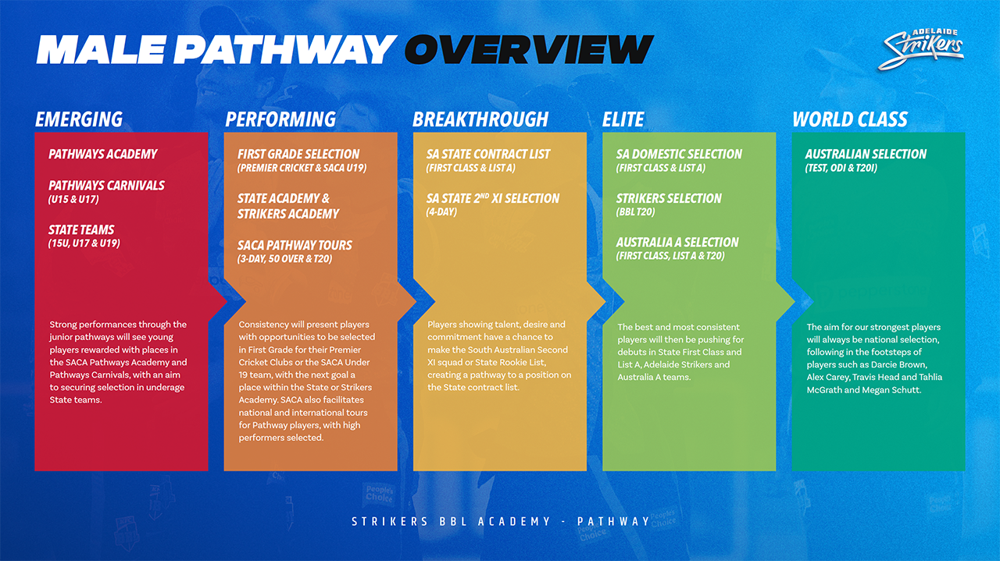 MALE PATHWAY OVERVIEW
ADELAIDE
Strikers
EMERGING
PATHWAYS ACADEMY
PATHWAYS CARNIVALS
(U15 & U17)
STATE TEAMS
(15U, U17 & U19)
Strong performances through the
junior pathways will see young
players rewarded with places in
the SACA Pathways Academy and
Pathways Carnivals, with an aim
to securing selection in underage
State teams.
PERFORMING
FIRST GRADE SELECTION
(PREMIER CRICKET & SACA U19)
STATE ACADEMY &
STRIKERS ACADEMY
SACA PATHWAY TOURS
(3-DAY, 50 OVER & T20)
Consistency will present players
with opportunities to be selected
in First Grade for their Premier
Cricket Clubs or the SACA Under
19 team, with the next goal a
place within the State or Strikers
Academy. SACA also facilitates
national and international tours
for Pathway players, with high
performers selected.
BREAKTHROUGH
SA STATE CONTRACT LIST
(FIRST CLASS & LIST A)
SA STATE 2ND XI SELECTION
(4-DAY)
Players showing talent, desire and
commitment have a chance to
make the South Australian Second
XI squad or State Rookie List,
creating a pathway to a position on
the State contract list.
ELITE
SA DOMESTIC SELECTION
(FIRST CLASS & LIST A)
STRIKERS SELECTION
(BBL T20)
AUSTRALIA A SELECTION
(FIRST CLASS, LIST A & T20)
The best and most consistent
players will then be pushing for
debuts in State First Class and
List A, Adelaide Strikers and
Australia A teams.
WORLD CLASS
AUSTRALIAN SELECTION
(TEST, ODI & T20I)
The aim for our strongest players
will always be national selection,
following in the footsteps of
players such as Darcie Brown,
Alex Carey, Travis Head and Tahlia
McGrath and Megan Schutt.
People's
Choice
People's
Choice
People's
Choice
STRIKERS BBL ACADEMY - PATHWAY